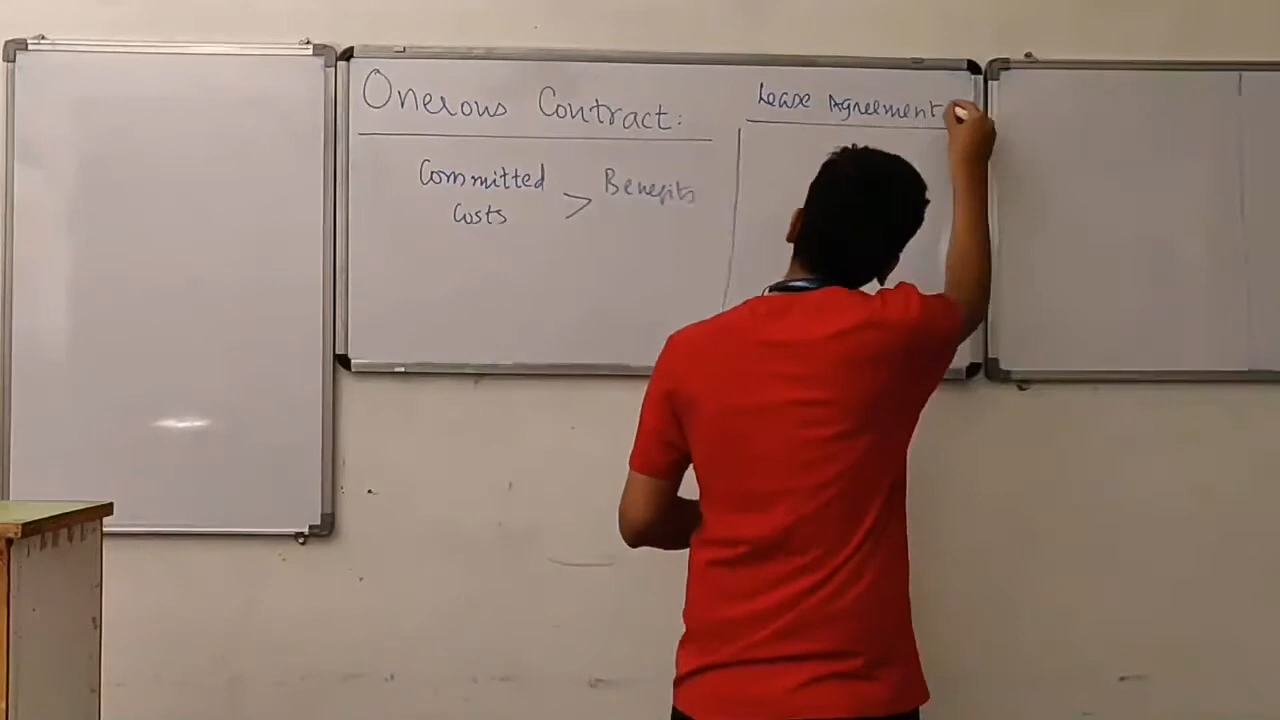 Onerous Contract:
Committed
Costs > Benefits
Lease Agreement